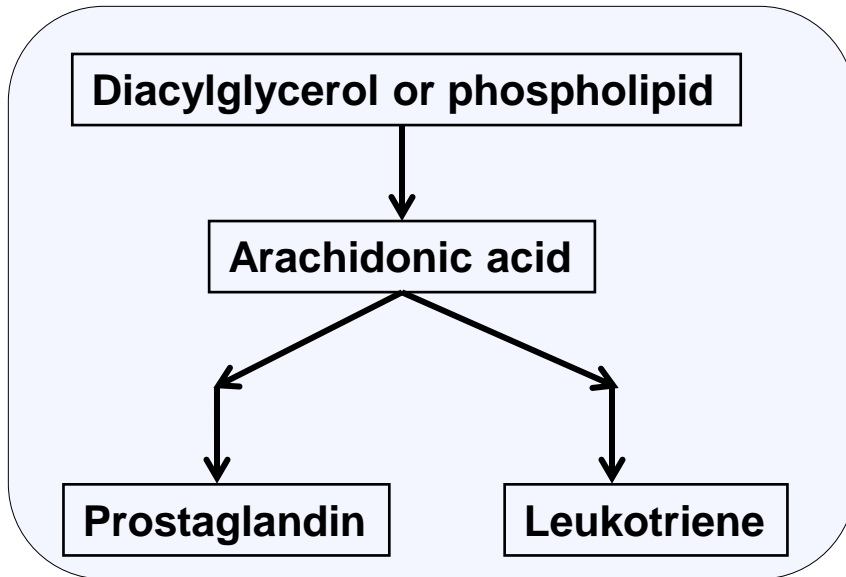 Diacylglycerol or phospholipid
Arachidonic acid
Prostaglandin
Leukotriene